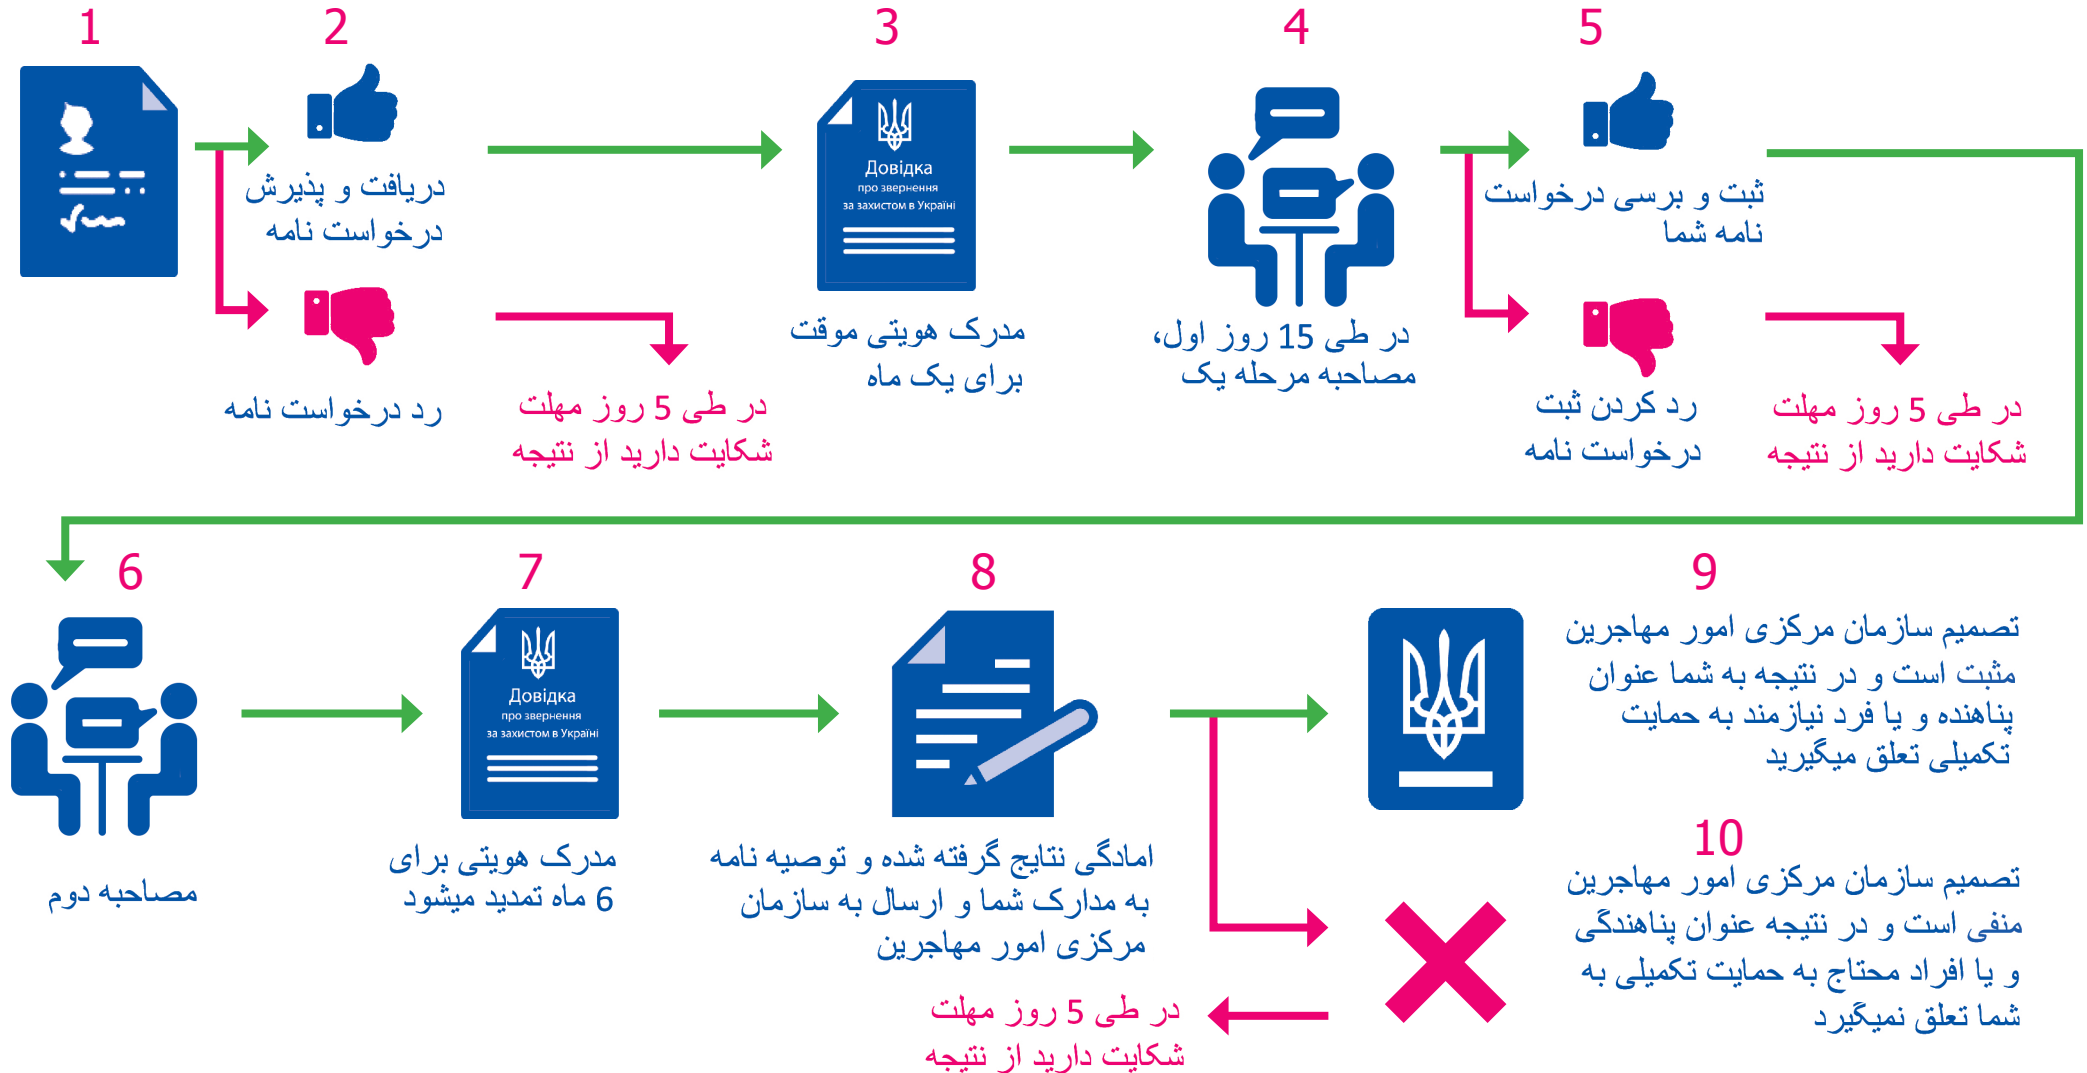 1
2
دریافت و پذیرش
درخواست نامه
رد درخواست نامه
در طی 5 روز مهلت
شکایت دارید از نتیجه
3
Довідка
про звернення
за захистом в Україні
مدرک هویتی موقت
برای یک ماه
4
در طی 15 روز اول،
مصاحبه مرحله یک
5
ثبت و برسی درخواست
نامه شما
رد کردن ثبت
درخواست نامه
در طی 5 روز مهلت
شکایت دارید از نتیجه
6
مصاحبه دوم
7
Довідка
про звернення
за захистом в Україні
مدرک هویتی برای
6 ماه تمدید میشود
8
امادگی نتایج گرفته شده و توصیه نامه
به مدارک شما و ارسال به سازمان
مرکزی امور مهاجرین
9
تصمیم سازمان مرکزی امور مهاجرین
مثبت است و در نتیجه به شما عنوان
پناهنده و یا فرد نیازمند به حمایت
تکمیلی تعلق میگیرید
10
تصمیم سازمان مرکزی امور مهاجرین
منفی است و در نتیجه عنوان پناهندگی
و یا افراد محتاج به حمایت تکمیلی به
شما تعلق نمیگیرد
در طی 5 روز مهلت
شکایت دارید از نتیجه